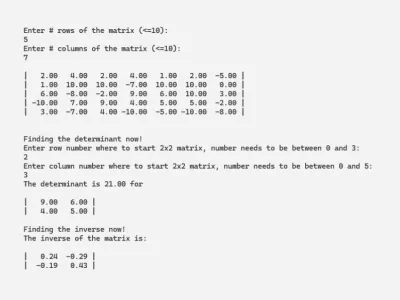 Enter # rows of the matrix (<=10):
5
Enter # columns of the matrix (<=10):
7
|   2.00   4.00   2.00   4.00   1.00   2.00  -5.00 |
|   1.00  10.00  10.00  -7.00  10.00  10.00   0.00 |
|   6.00  -8.00  -2.00   9.00   6.00  10.00   3.00 |
| -10.00   7.00   9.00   4.00   5.00   5.00  -2.00 |
|   3.00  -7.00   4.00 -10.00  -5.00 -10.00  -8.00 |
Finding the determinant now!
Enter row number where to start 2x2 matrix, number needs to be between 0 and 3:
2
Enter column number where to start 2x2 matrix, number needs to be between 0 and 5:
3
The determinant is 21.00 for
|   9.00   6.00 |
|   4.00   5.00 |
Finding the inverse now!
The inverse of the matrix is:
|   0.24  -0.29 |
|  -0.19   0.43 |